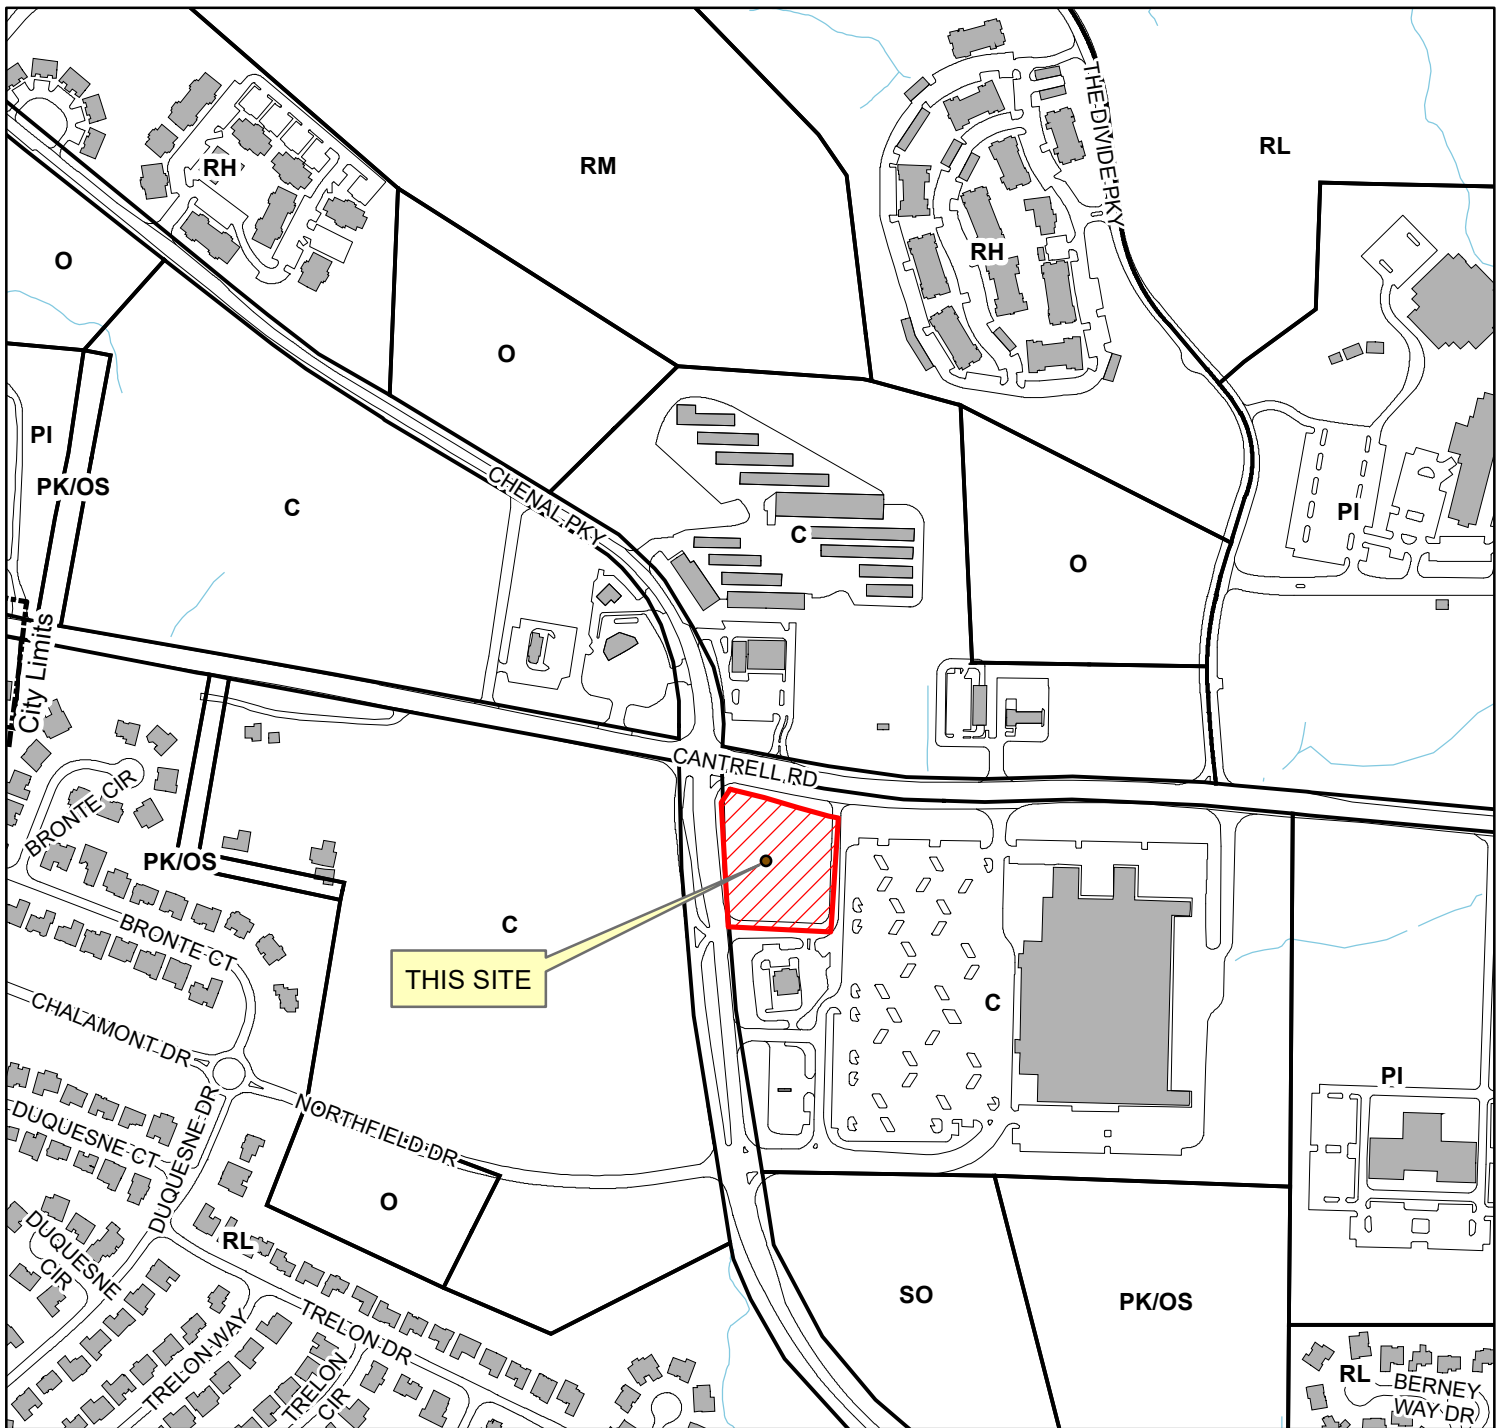 THE DIVIDE PKY
RM
RL
RH
RH
O
O
PI
PK/OS
C
CHENAL PKY
C
O
PI
City Limits
CANTRELL RD
BRONTE CIR
PK/OS
BRONTE CT
C
THIS SITE
C
CHALAMONT DR
DUQUESNE DR
NORTHFIELD DR
DUQUESNE CT
PI
O
DUQUESNE
CIR
RL
SO
PK/OS
TRELON DR
TRELON WAY
TRELON
CIR
RL
BERNEY
WAY DR